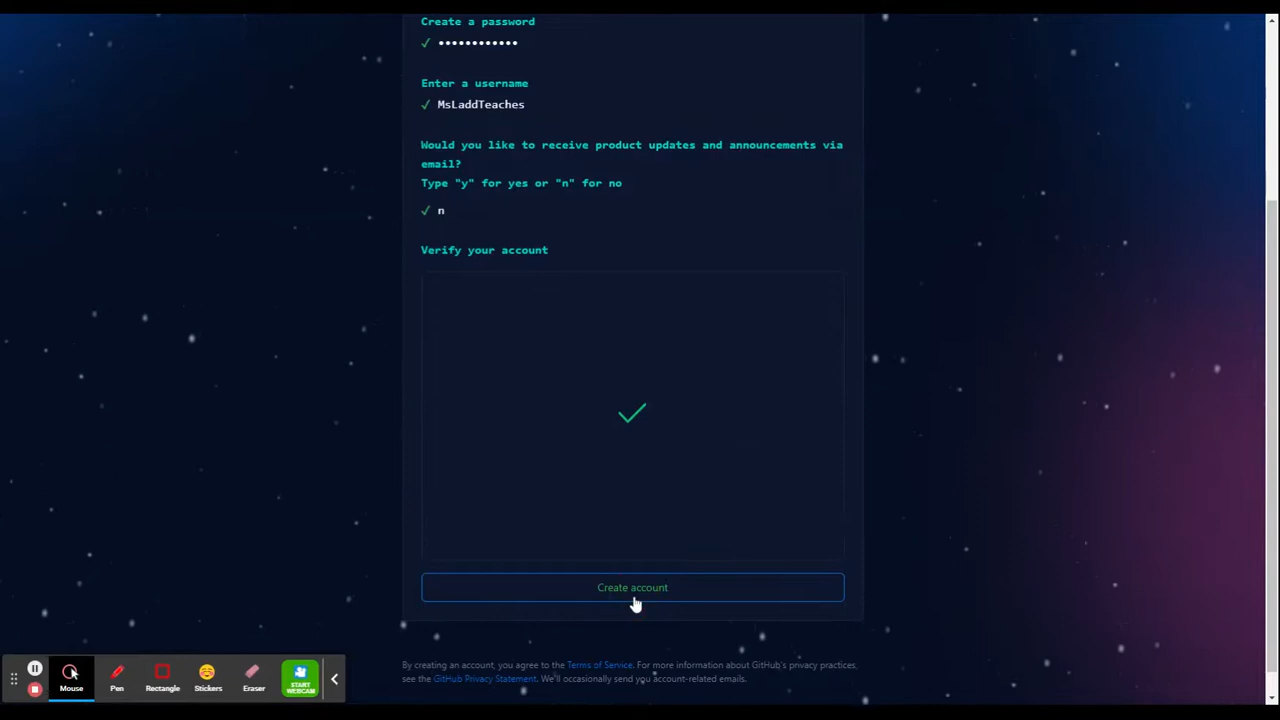 Create a password
••••••••••••
Enter a username
MsLaddTeaches
Would you like to receive product updates and announcements via
email?
Type "y" for yes or "n" for no
n
Verify your account
Create account
By creating an account, you agree to the Terms of Service. For more information about GitHub's privacy practices,
see the GitHub Privacy Statement. We'll occasionally send you account-related emails.
Mouse
Pen
Rectangle
Stickers
Eraser
START
WEBCAM